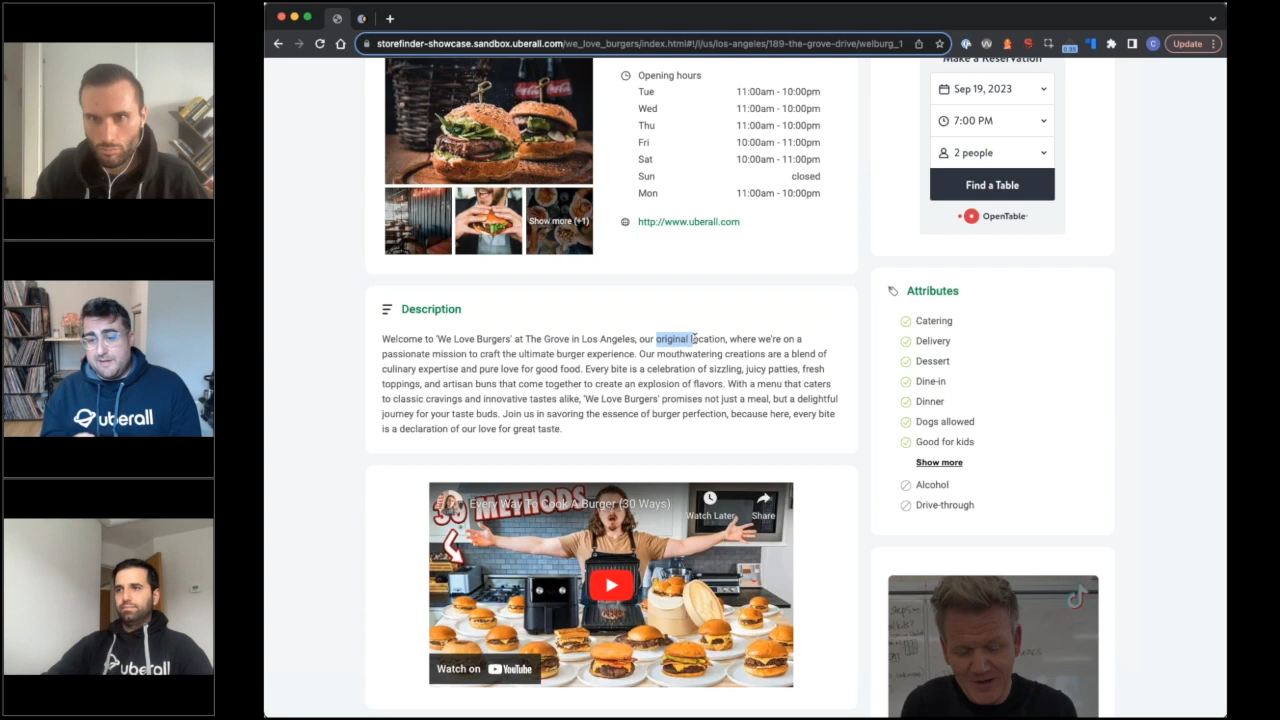 uberall
uberall
storefinder-showcase.sandbox.uberall.com/we_love_burgers/index.html#!/l/us/los-angeles/189-the-grove-drive/welburg_1
0.35
C
Update
Opening hours
Tue 11:00am - 10:00pm
Wed 11:00am - 10:00pm
Thu 11:00am - 10:00pm
Fri 10:00am - 11:00pm
Sat 10:00am - 11:00pm
Sun closed
Mon 11:00am - 10:00pm
http://www.uberall.com
Show more (+1)
Make a Reservation
Sep 19, 2023
7:00 PM
2 people
Find a Table
OpenTable
Description
Welcome to 'We Love Burgers' at The Grove in Los Angeles, our original location, where we're on a
passionate mission to craft the ultimate burger experience. Our mouthwatering creations are a blend of
culinary expertise and pure love for good food. Every bite is a celebration of sizzling, juicy patties, fresh
toppings, and artisan buns that come together to create an explosion of flavors. With a menu that caters
to classic cravings and innovative tastes alike, 'We Love Burgers' promises not just a meal, but a delightful
journey for your taste buds. Join us in savoring the essence of burger perfection, because here, every bite
is a declaration of our love for great taste.
Attributes
Catering
Delivery
Dessert
Dine-in
Dinner
Dogs allowed
Good for kids
Show more
Alcohol
Drive-through
METHODS
Every Way To Cook A Burger (30 Ways)
Watch Later
Share
Watch on YouTube